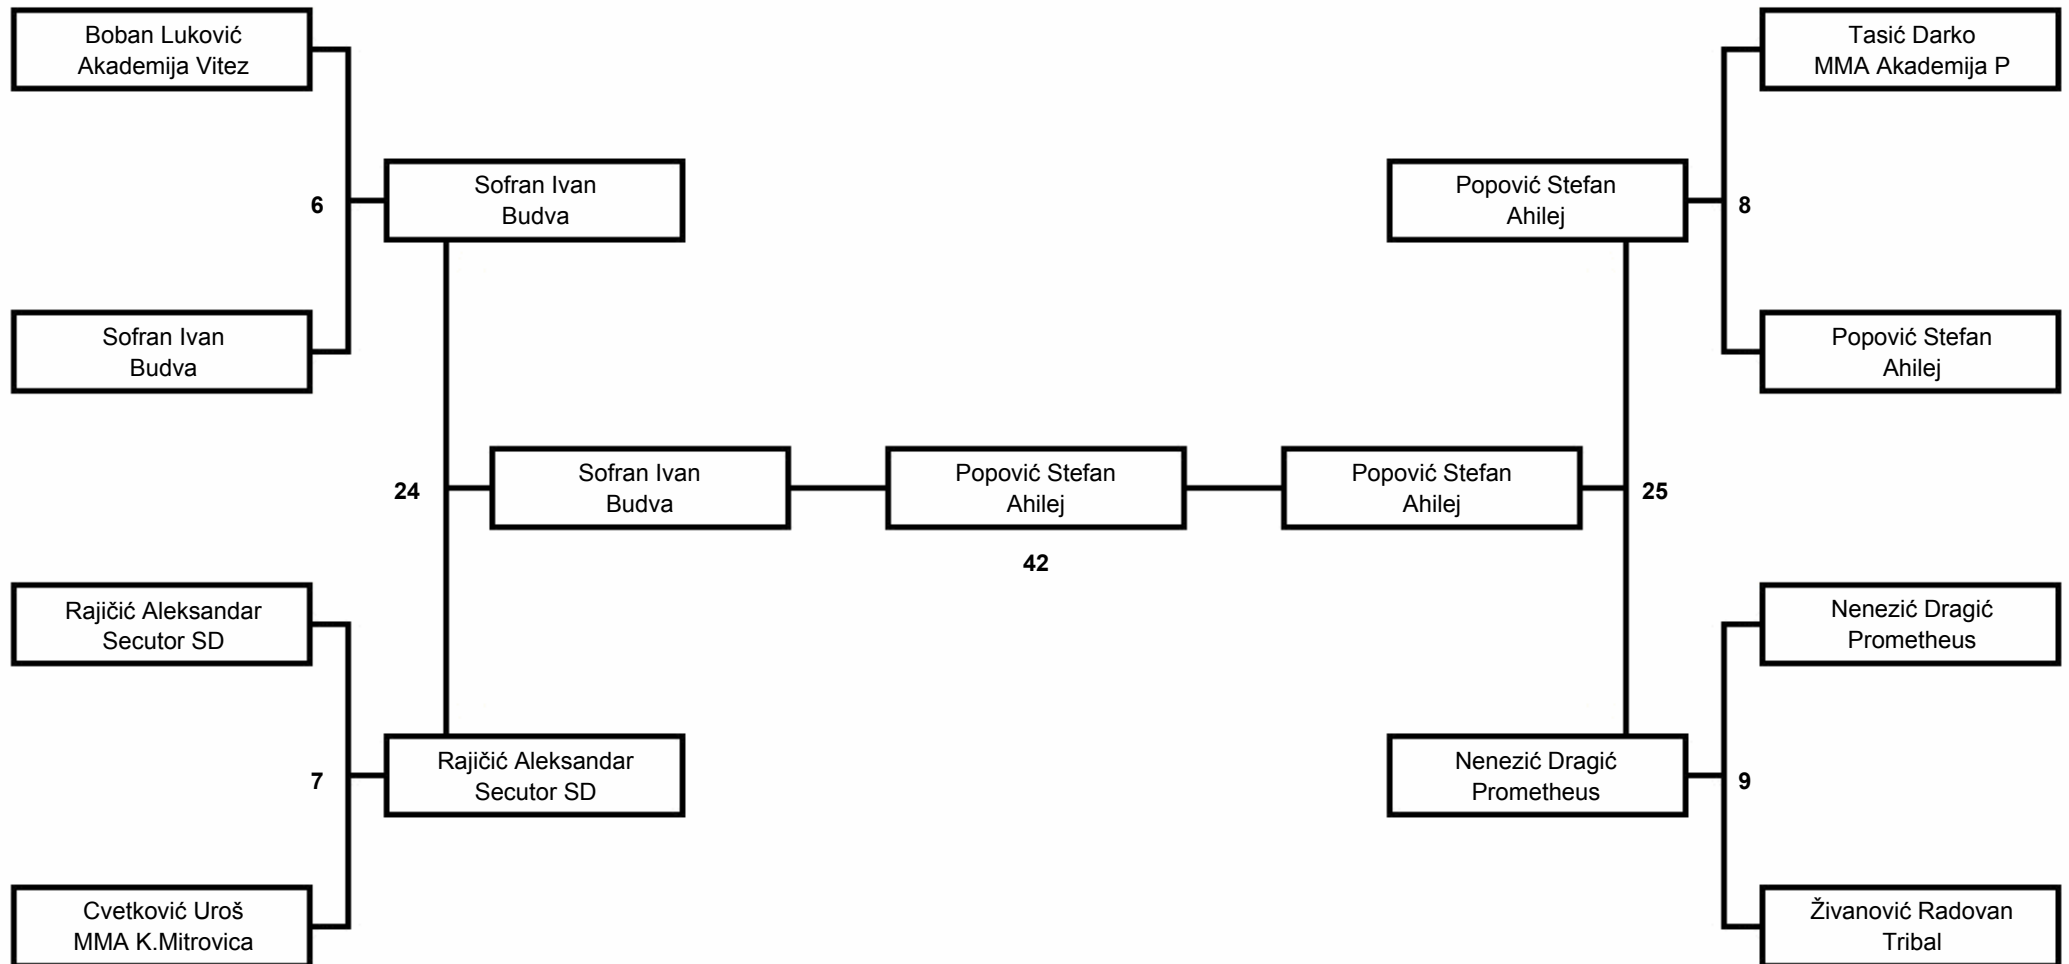 Boban Luković
Akademija Vitez
Tasić Darko
MMA Akademija P
Sofran Ivan
Budva
Popović Stefan
Ahilej
6
8
Sofran Ivan
Budva
Popović Stefan
Ahilej
24
Sofran Ivan
Budva
Popović Stefan
Ahilej
Popović Stefan
Ahilej
25
42
Rajičić Aleksandar
Secutor SD
Nenezić Dragić
Prometheus
7
Rajičić Aleksandar
Secutor SD
Nenezić Dragić
Prometheus
9
Cvetković Uroš
MMA K.Mitrovica
Živanović Radovan
Tribal